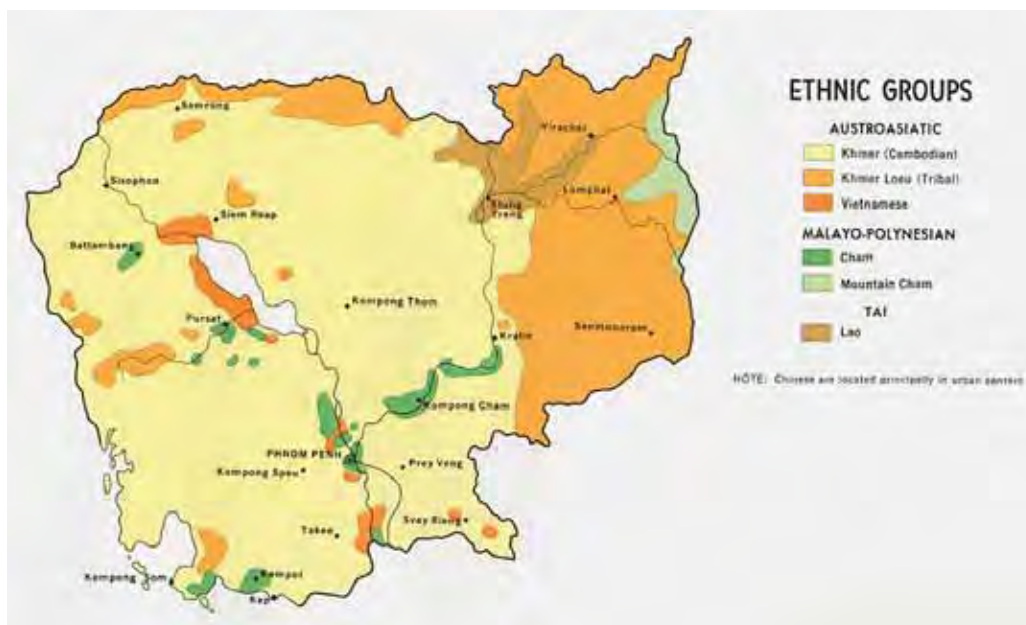 ETHNIC GROUPS
AUSTROASIATIC
Khmer (Cambodian)
Khmer Loeu (Tribal)
Vietnamese
MALAYO-POLYNESIAN
Cham
Mountain Cham
TAI
Lao
NOTE: Chinese are located principally in urban centers
Samrong
Virachei
Sisophon
Lomphat
Stung
Treng
Siem Reap
Battambang
Kompong Thom
Pursat
Kratie
Senmonorom
Kompong Cham
PHNOM PENH
Kompong Speu
Prey Veng
Takeo
Svay Rieng
Kompong Som
Kampot
Kep